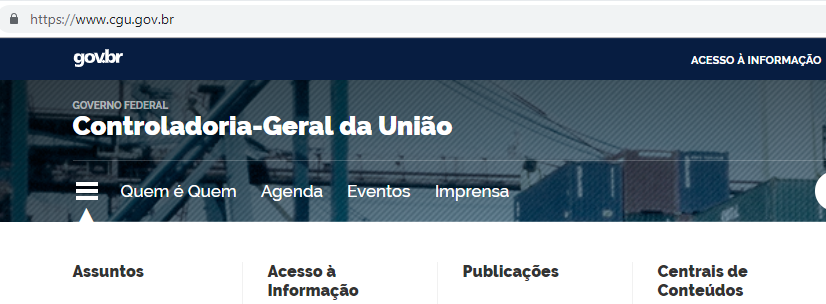 https://www.cgu.gov.br
gov.br
ACESSO À INFORMAÇÃO
GOVERNO FEDERAL
Controladoria-Geral da União
Quem é Quem Agenda Eventos Imprensa
Assuntos
Acesso à
Informação
Publicações
Centrais de
Conteúdos